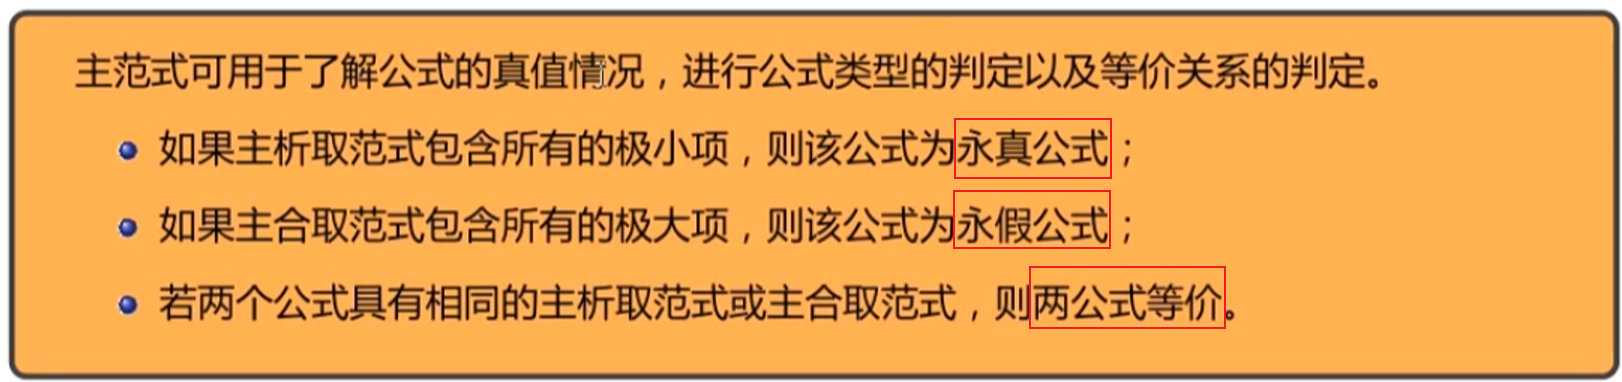 主范式可用于了解公式的真值情况，进行公式类型的判定以及等价关系的判定。
如果主析取范式包含所有的极小项，则该公式为永真公式；
如果主合取范式包含所有的极大项，则该公式为永假公式；
若两个公式具有相同的主析取范式或主合取范式，则两公式等价。